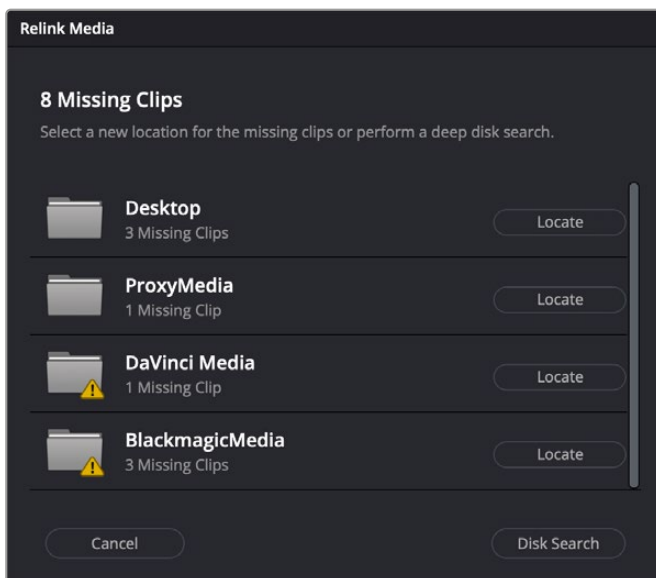 Relink Media
8 Missing Clips
Select a new location for the missing clips or perform a deep disk search.
Desktop
3 Missing Clips
Locate
ProxyMedia
1 Missing Clip
Locate
DaVinci Media
1 Missing Clip
Locate
BlackmagicMedia
3 Missing Clips
Locate
Cancel
Disk Search